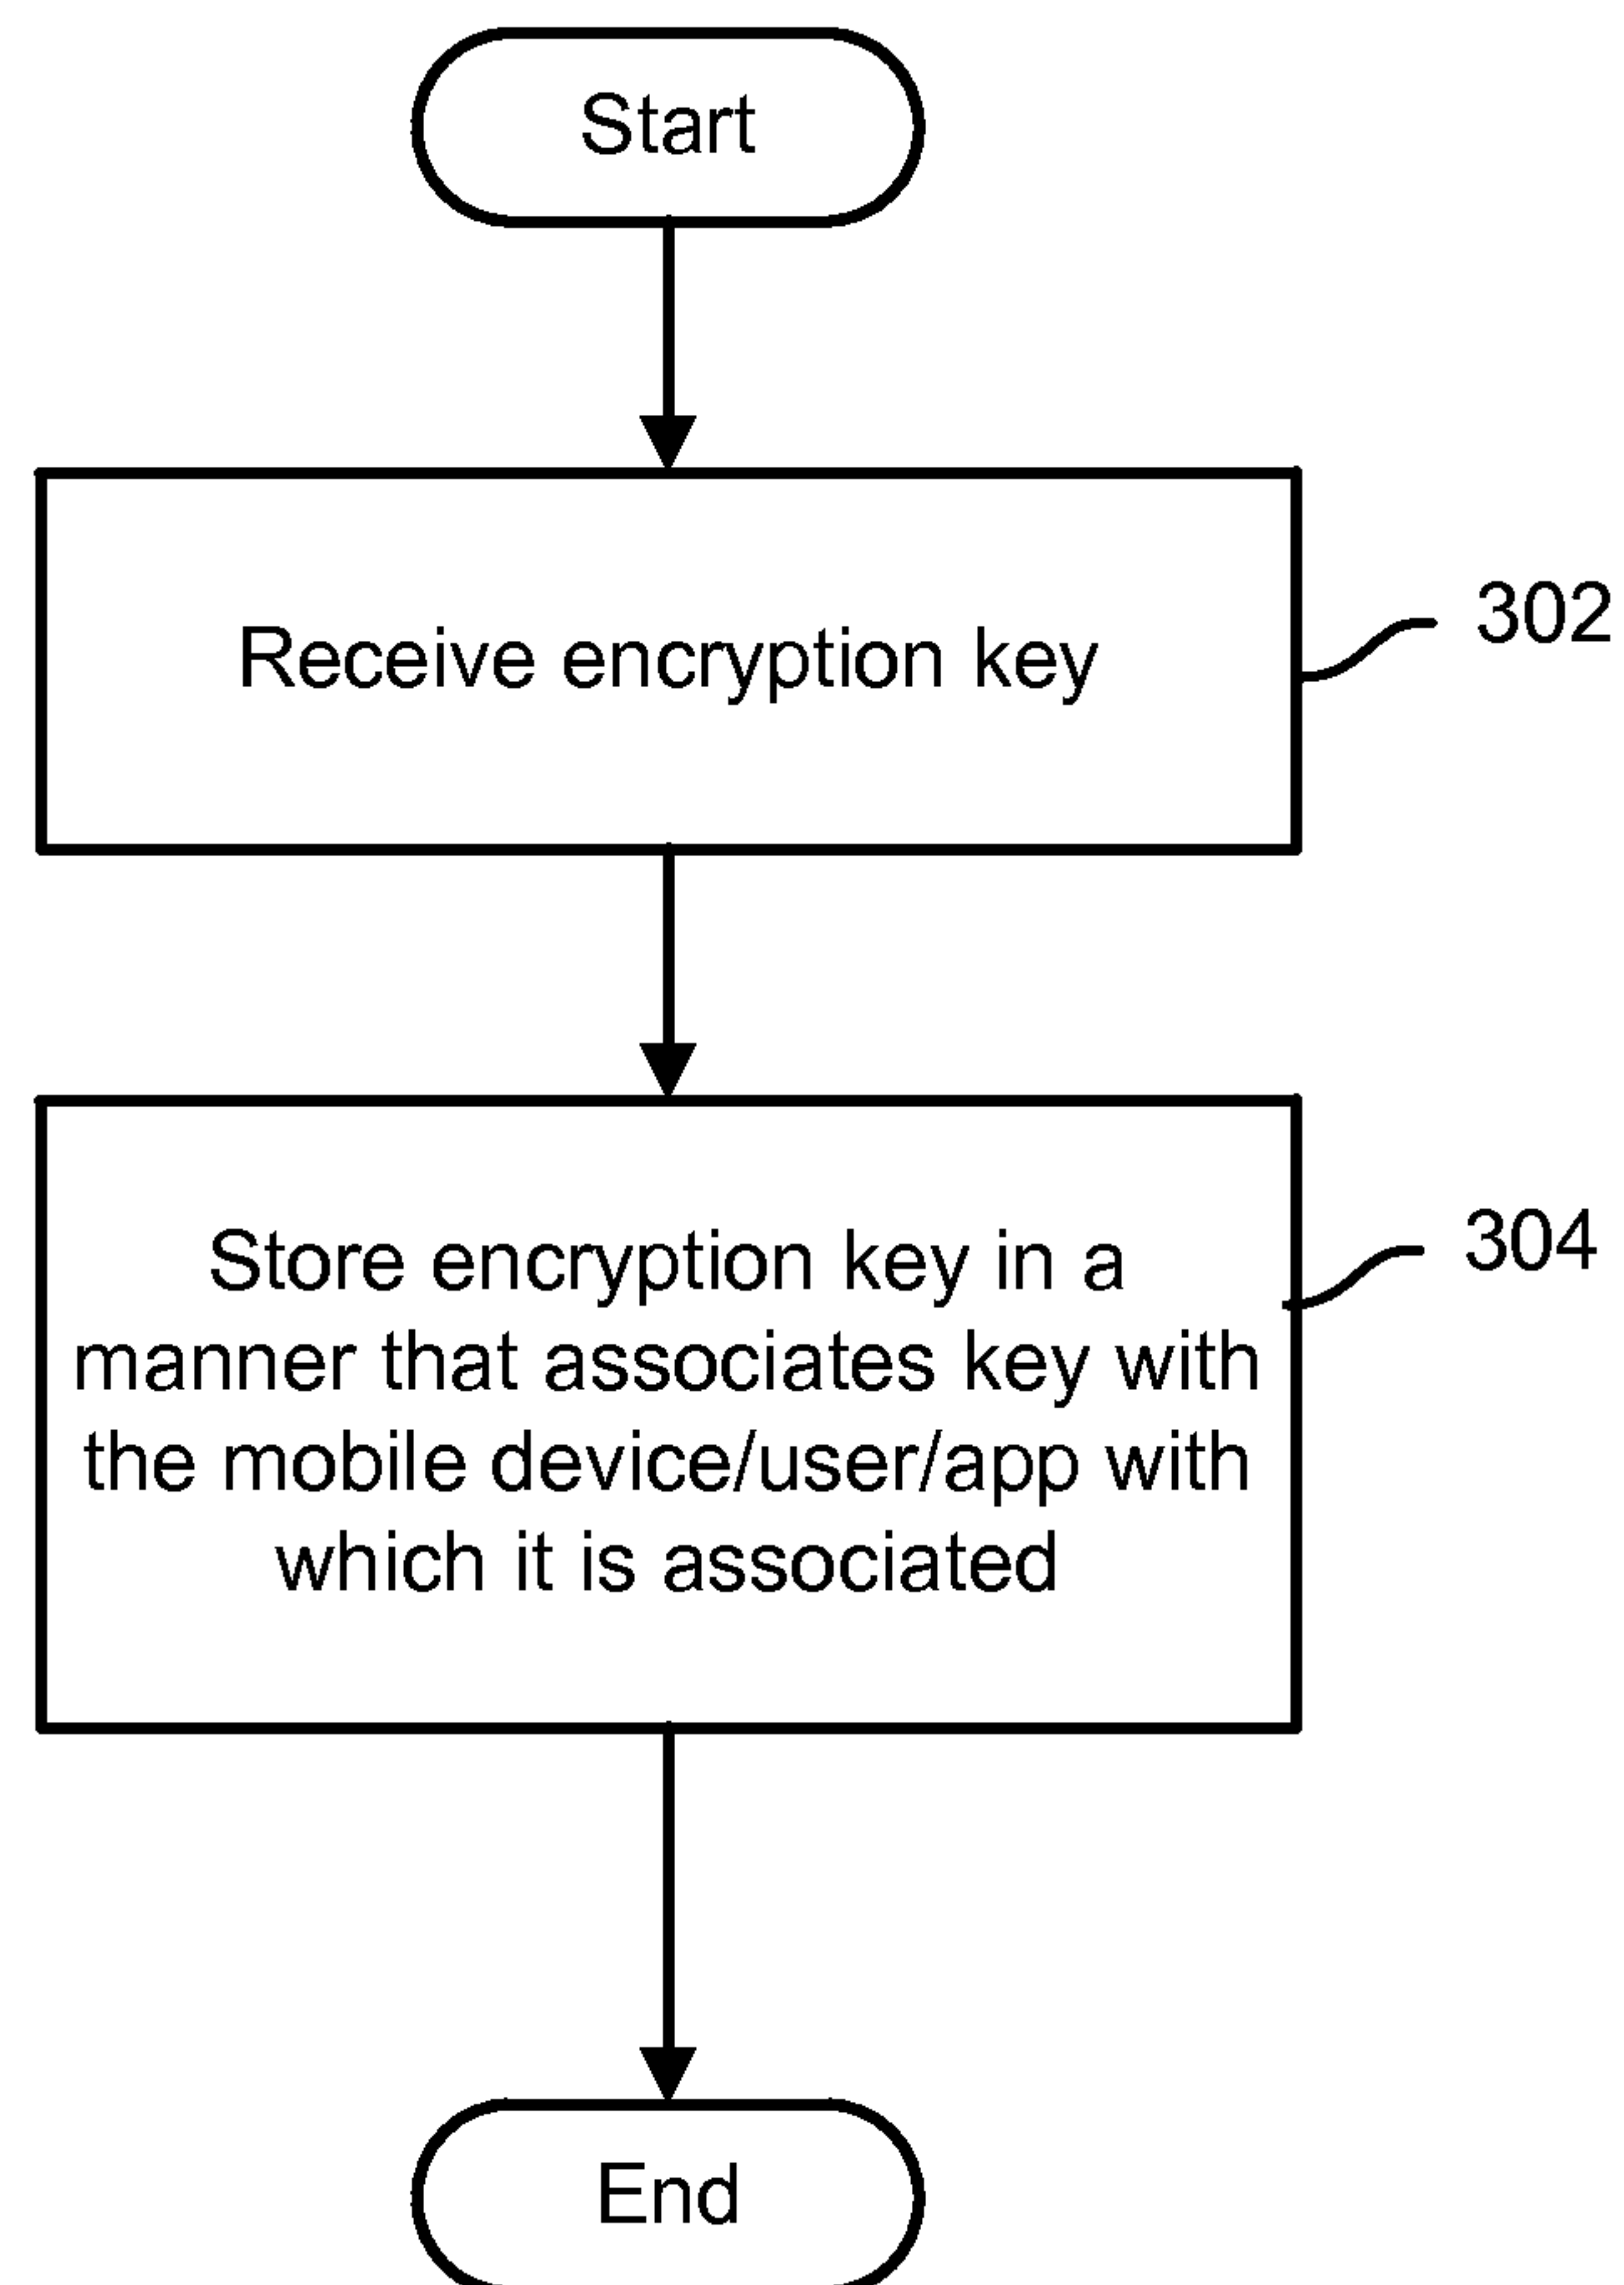 Start
Receive encryption key
302
Store encryption key in a
manner that associates key with
the mobile device/user/app with
which it is associated
304
End